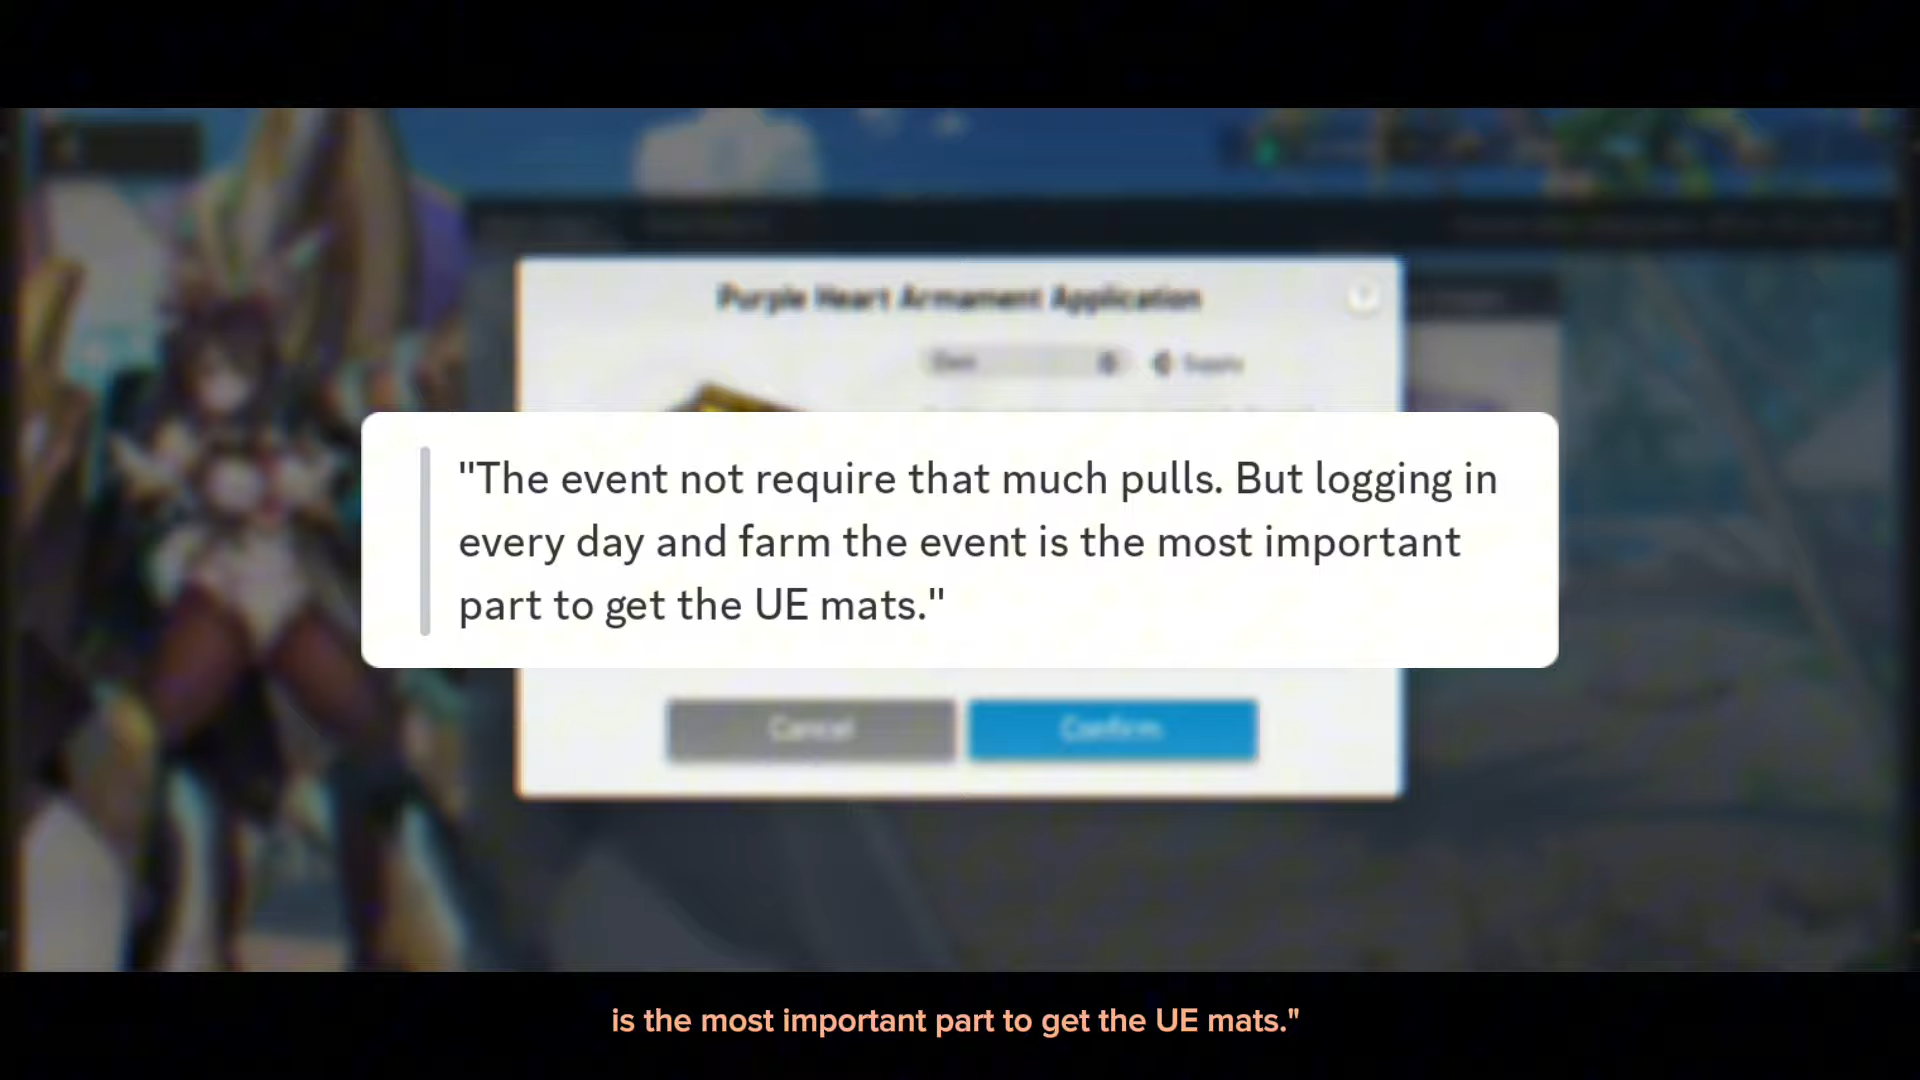 Purple Heart Armament Application
Supply
"The event not require that much pulls. But logging in
every day and farm the event is the most important
part to get the UE mats."
Cancel
Confirm
is the most important part to get the UE mats."